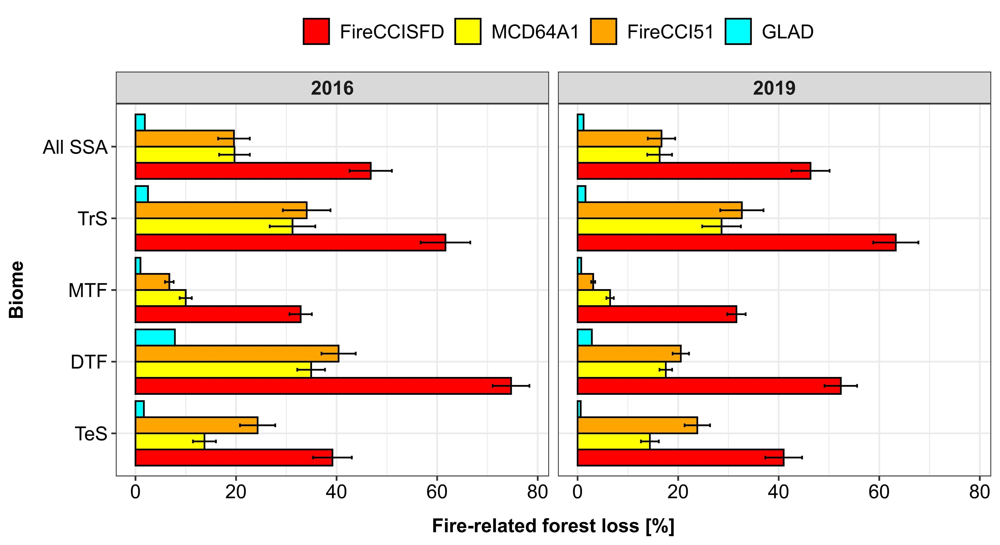 FireCCISFD MCD64A1 FireCCI51 GLAD
2016 2019
All SSA
TrS
MTF
DTF
TeS
Biome
0 20 40 60 80 0 20 40 60 80
Fire-related forest loss [%]